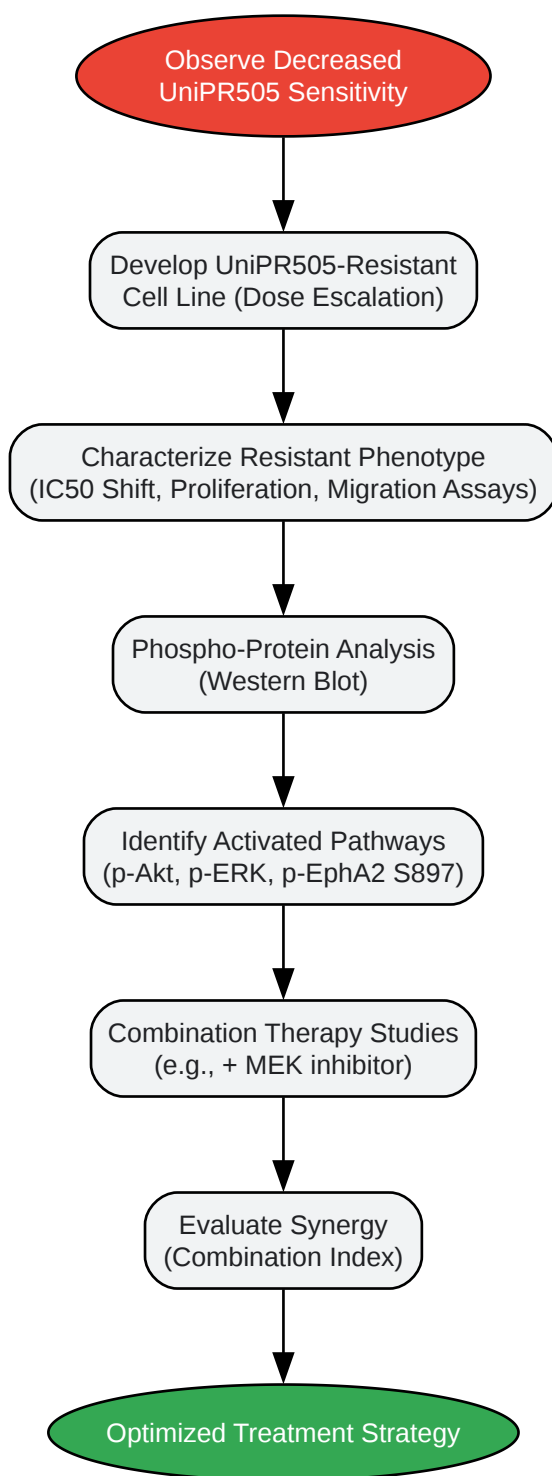 Observe Decreased
UniPR505 Sensitivity
Develop UniPR505-Resistant
Cell Line (Dose Escalation)
Characterize Resistant Phenotype
(IC50 Shift, Proliferation, Migration Assays)
Phospho-Protein Analysis
(Western Blot)
Identify Activated Pathways
(p-Akt, p-ERK, p-EphA2 S897)
Combination Therapy Studies
(e.g., + MEK inhibitor)
Evaluate Synergy
(Combination Index)
Optimized Treatment Strategy